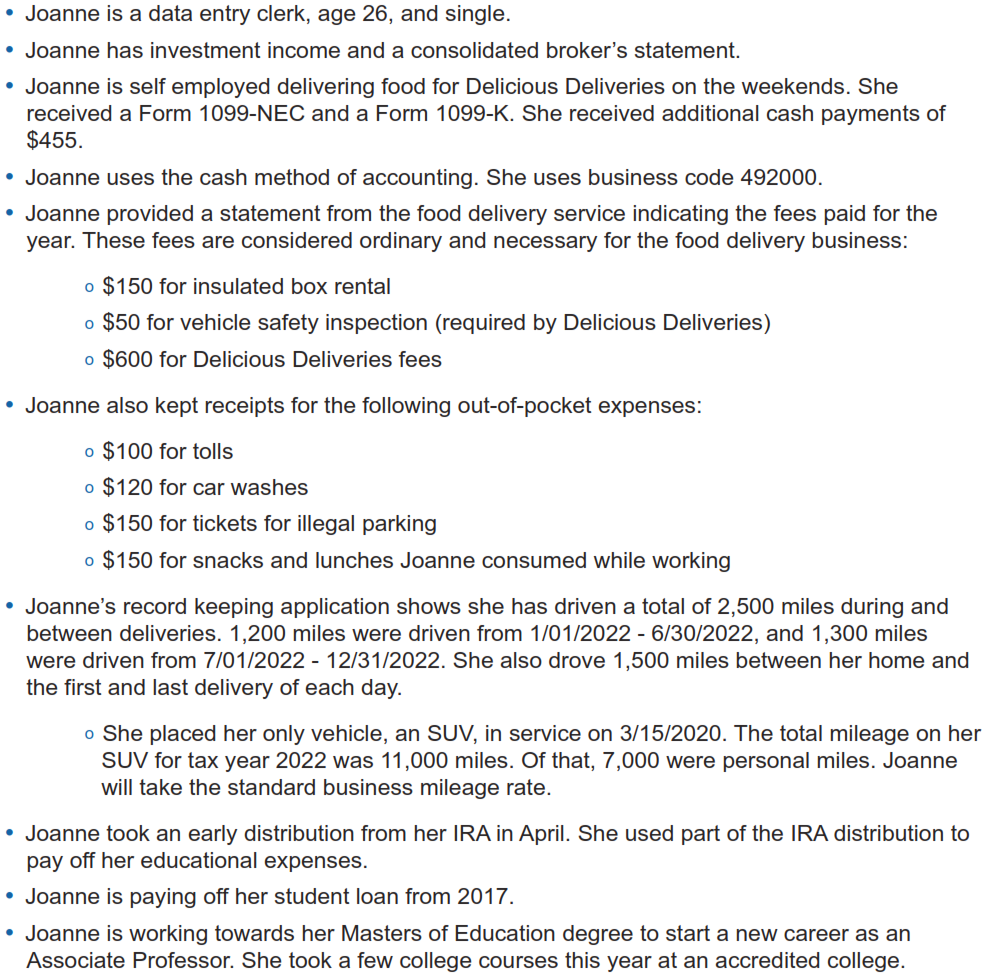 • Joanne is a data entry clerk, age 26, and single.
• Joanne has investment income and a consolidated broker’s statement.
• Joanne is self employed delivering food for Delicious Deliveries on the weekends. She
received a Form 1099-NEC and a Form 1099-K. She received additional cash payments of
$455.
• Joanne uses the cash method of accounting. She uses business code 492000.
• Joanne provided a statement from the food delivery service indicating the fees paid for the
year. These fees are considered ordinary and necessary for the food delivery business:
o $150 for insulated box rental
o $50 for vehicle safety inspection (required by Delicious Deliveries)
o $600 for Delicious Deliveries fees
• Joanne also kept receipts for the following out-of-pocket expenses:
o $100 for tolls
o $120 for car washes
o $150 for tickets for illegal parking
o $150 for snacks and lunches Joanne consumed while working
• Joanne’s record keeping application shows she has driven a total of 2,500 miles during and
between deliveries. 1,200 miles were driven from 1/01/2022 - 6/30/2022, and 1,300 miles
were driven from 7/01/2022 - 12/31/2022. She also drove 1,500 miles between her home and
the first and last delivery of each day.
o She placed her only vehicle, an SUV, in service on 3/15/2020. The total mileage on her
SUV for tax year 2022 was 11,000 miles. Of that, 7,000 were personal miles. Joanne
will take the standard business mileage rate.
• Joanne took an early distribution from her IRA in April. She used part of the IRA distribution to
pay off her educational expenses.
• Joanne is paying off her student loan from 2017.
• Joanne is working towards her Masters of Education degree to start a new career as an
Associate Professor. She took a few college courses this year at an accredited college.